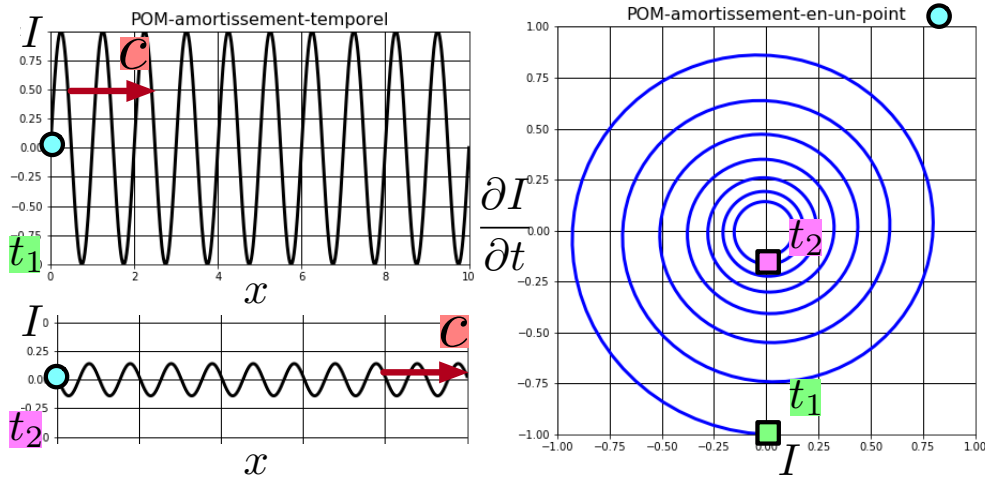 POM-amortissement-temporel
I
0.75
0.50
0.25
0.00
−0.25
−0.50
0.75
c
t1
2
4
6
8
10
x
I
0
0.25
0.00
−0.25
0
c
t2
x
POM-amortissement-en-un-point
1.00
0.75
0.50
0.25
0.00
−0.25
−0.50
−0.75
−1.00
∂I
∂t
t2
t1
−1.00 −0.75 −0.50 −0.25 0.00 0.25 0.50 0.75 1.00
I